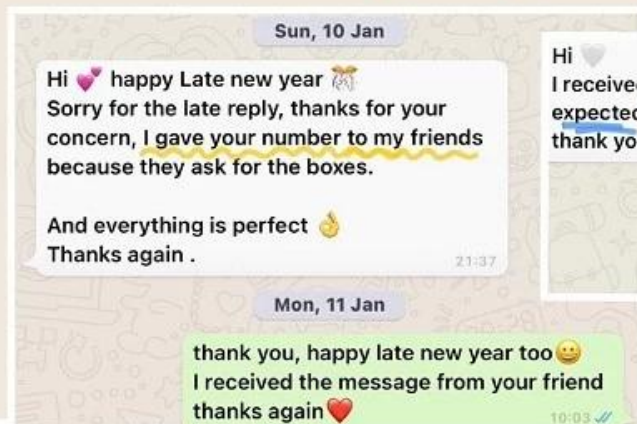 Sun, 10 Jan
Hi 💕 happy Late new year 🎊
Sorry for the late reply, thanks for your
concern, I gave your number to my friends
because they ask for the boxes.
And everything is perfect 👌
Thanks again .
21:37
Mon, 11 Jan
thank you, happy late new year too😀
I received the message from your friend
thanks again❤️
10:03
Hi 🤍
I
thank